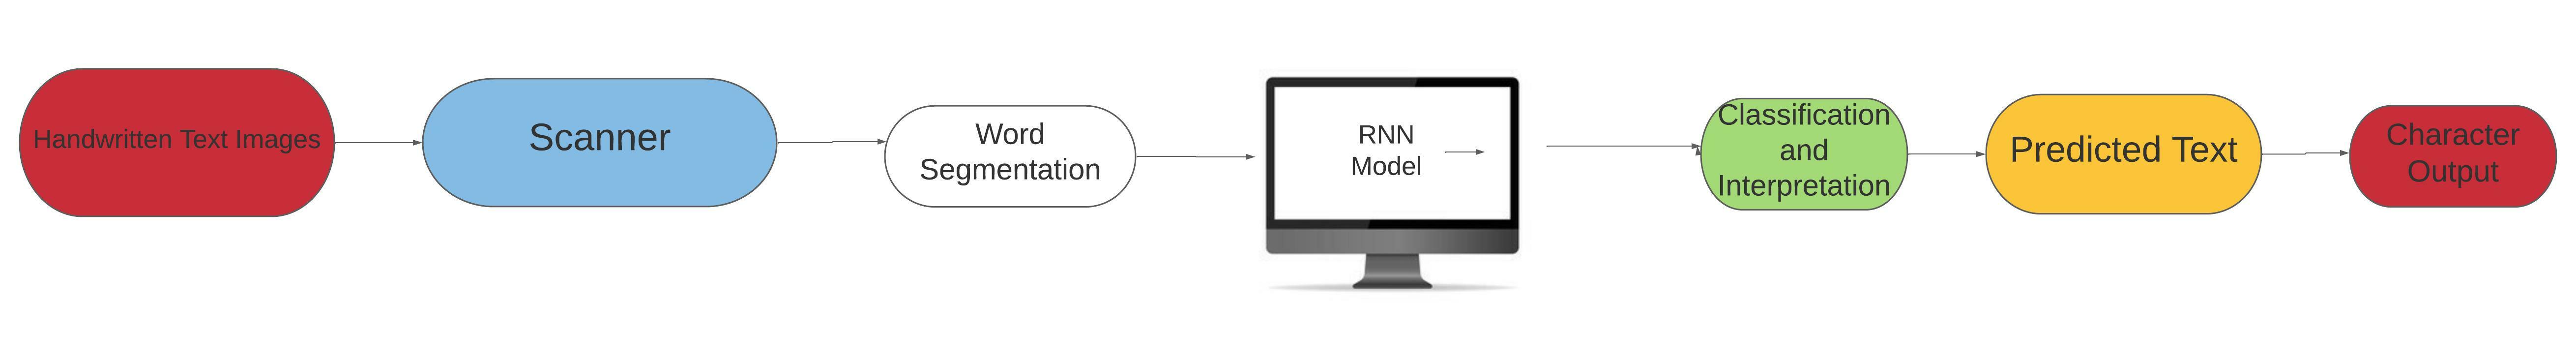 Handwritten Text Images
Scanner
Word
Segmentation
RNN
Model
Classification
and
Interpretation
Predicted Text
Character
Output